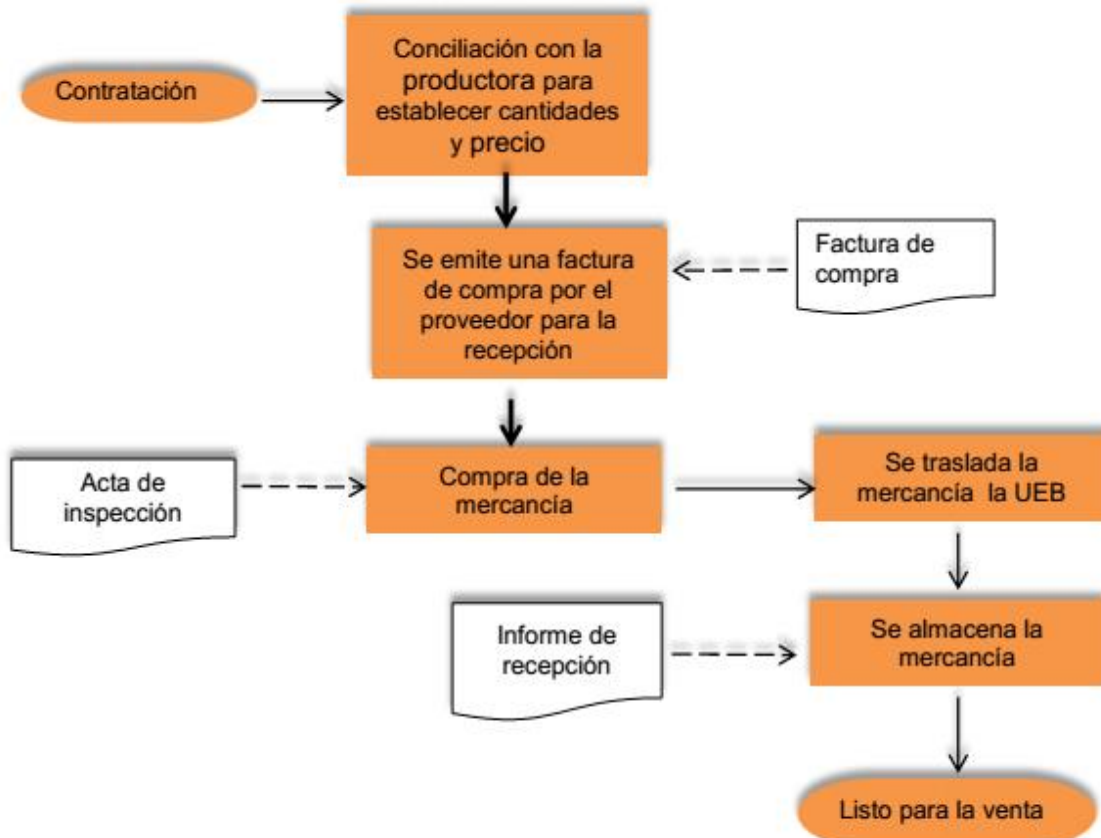 Contratación
Conciliación con la
productora para
establecer cantidades
y precio
Se emite una factura
de compra por el
proveedor para la
recepción
Factura de
compra
Acta de
inspección
Compra de la
mercancía
Se traslada la
mercancía la UEB
Informe de
recepción
Se almacena la
mercancía
Listo para la venta